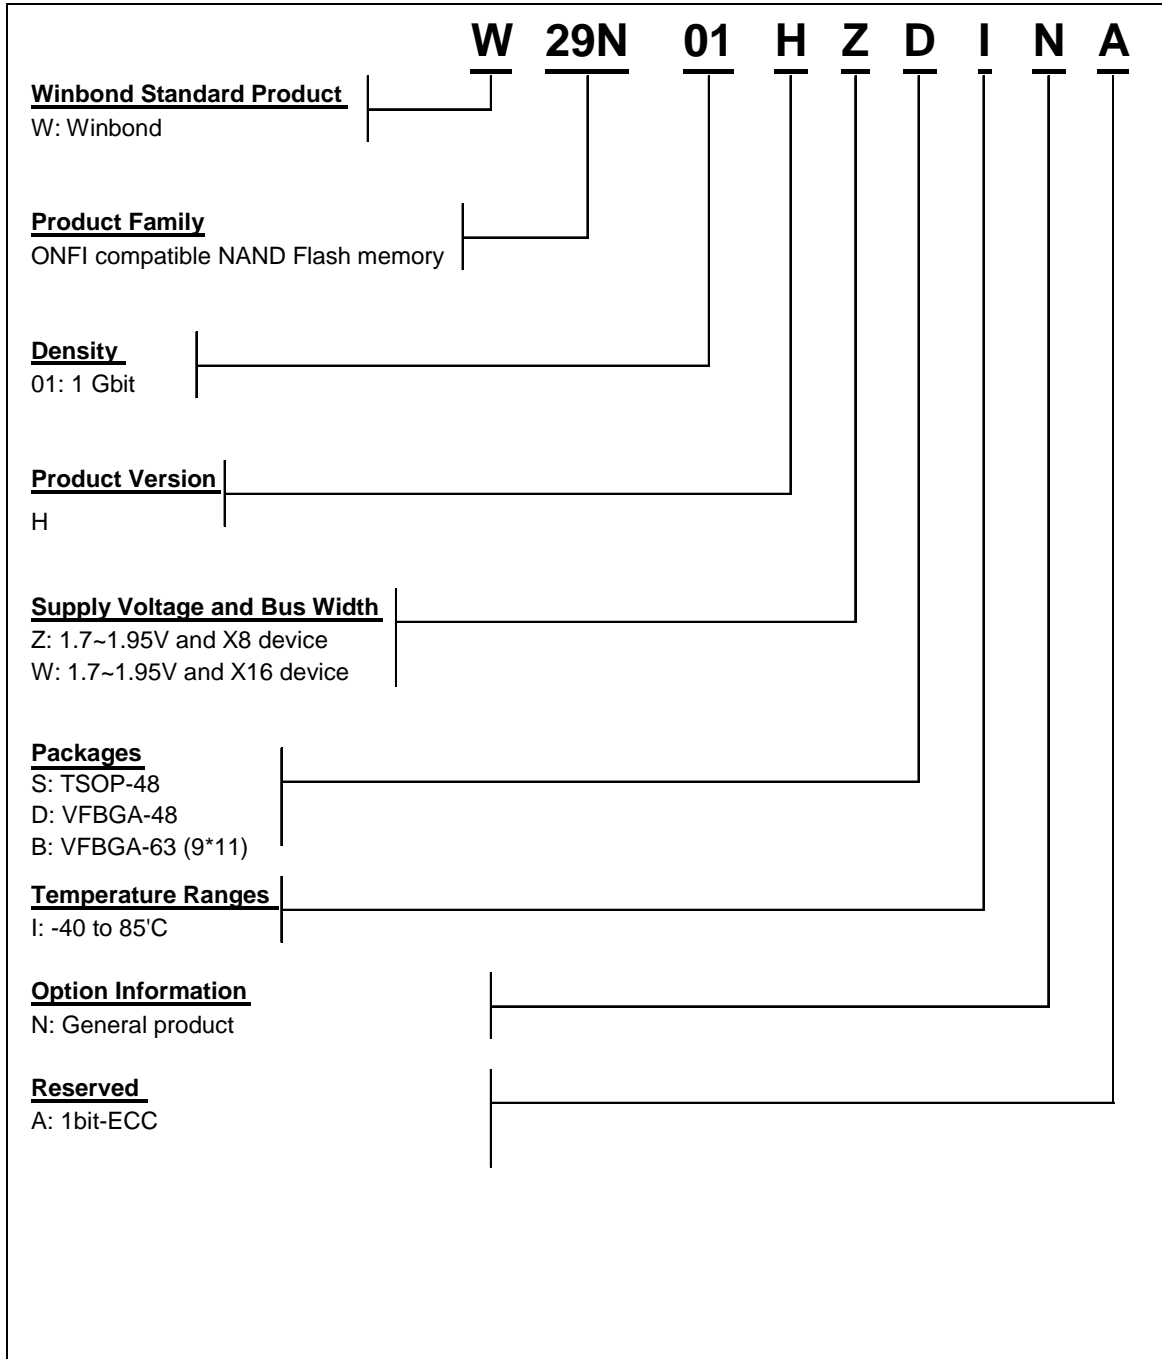 W 29N 01 H Z D I N A
Winbond Standard Product
W: Winbond
Product Family
ONFI compatible NAND Flash memory
Density
01: 1 Gbit
Product Version
H
Supply Voltage and Bus Width
Z: 1.7~1.95V and X8 device
W: 1.7~1.95V and X16 device
Packages
S: TSOP-48
D: VFBGA-48
B: VFBGA-63 (9*11)
Temperature Ranges
I: -40 to 85'C
Option Information
N: General product
Reserved
A: 1bit-ECC